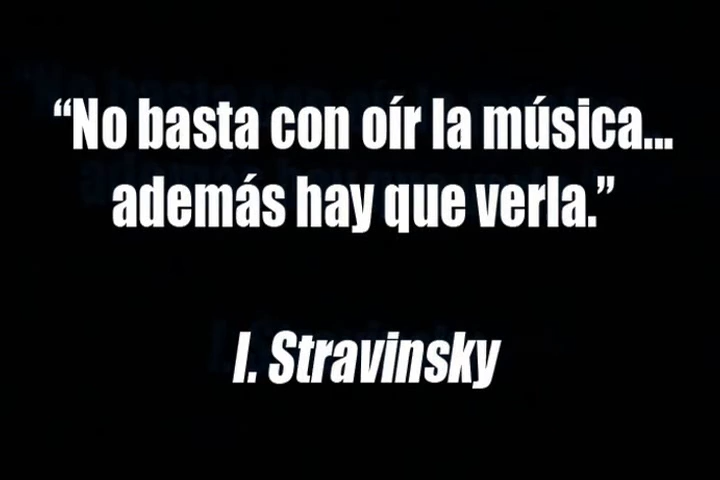 “No basta con oír la música...
además hay que verla.”
I. Stravinsky